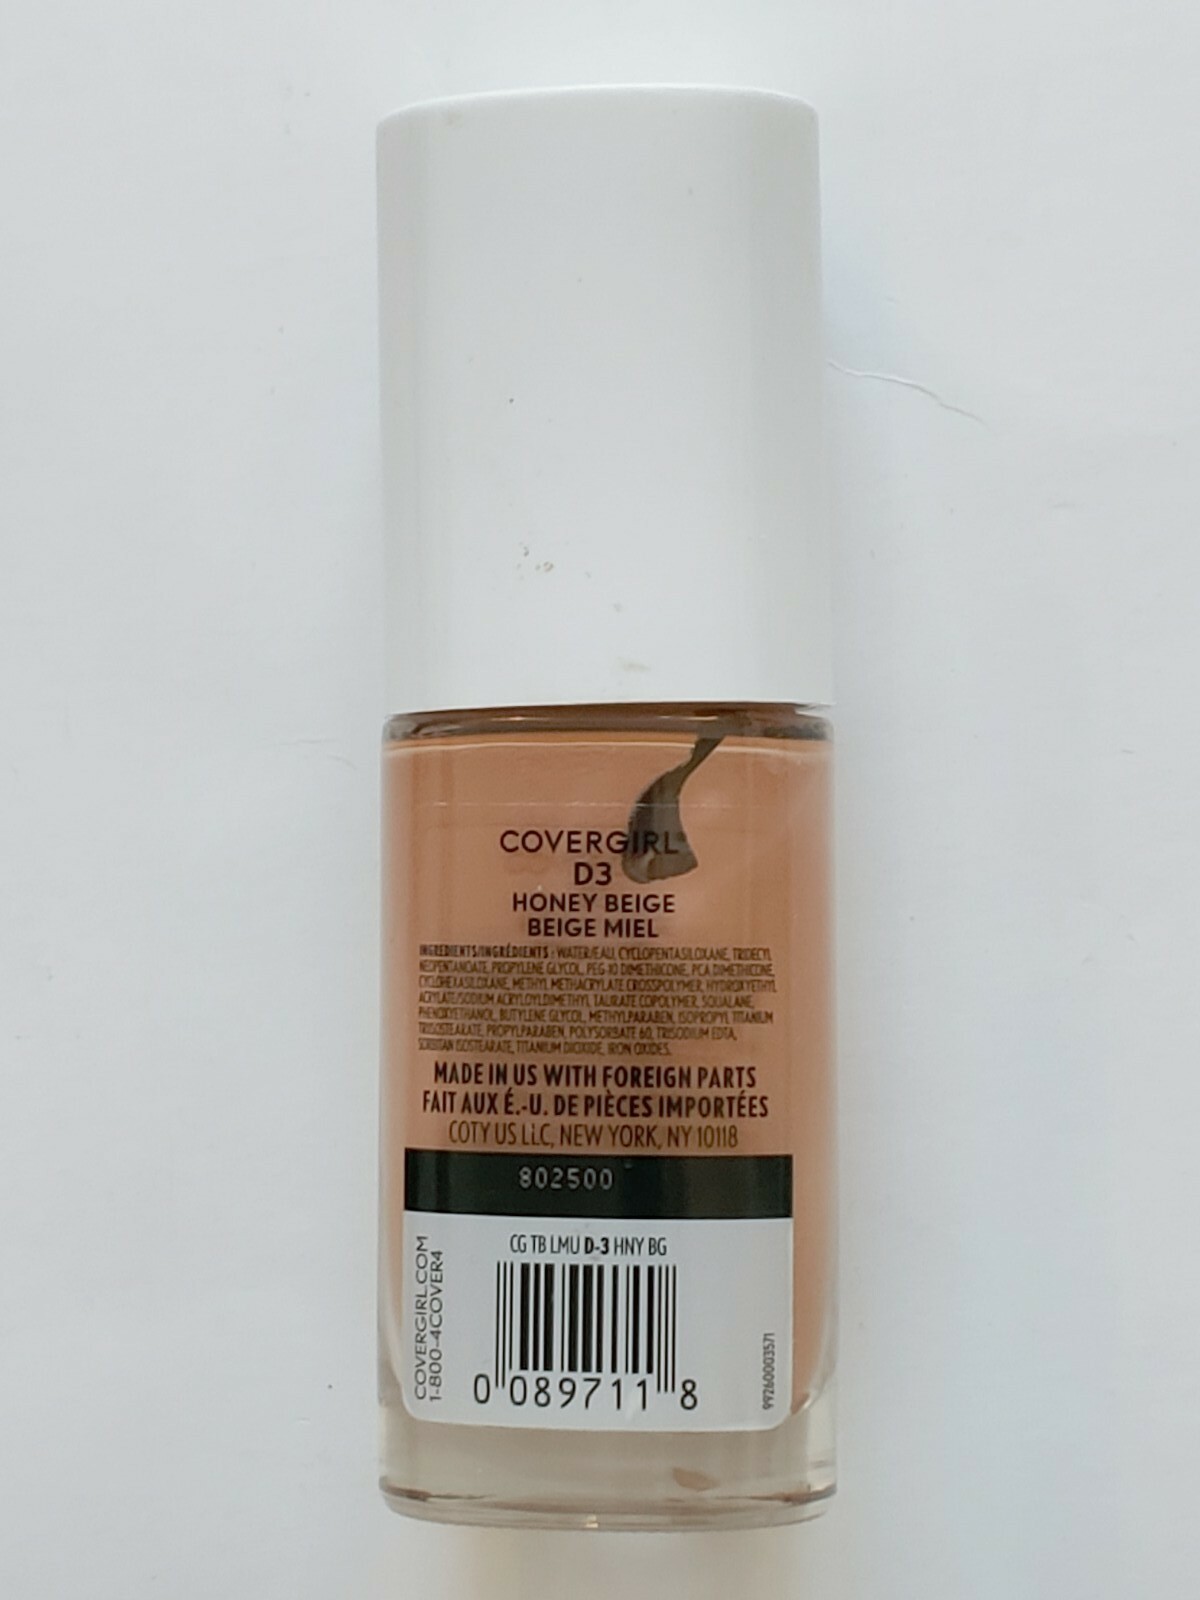 COVERGIRL
D3
HONEY BEIGE
BEIGE MIEL
INGREDIENTS/INGRÉDIENTS : WATER/EAU, CYCLOPENTASILOXANE, TRIDECYL
NEOPENTANOATE, PROPYLENE GLYCOL, PEG-10 DIMETHICONE, PCA DIMETHICONE,
CYCLOHEXASILOXANE, METHYL METHACRYLATE CROSSPOLYMER, HYDROXYETHYL
ACRYLATE/SODIUM ACRYLOYLDIMETHYL TAURATE COPOLYMER, SQUALANE,
PHENOXYETHANOL, BUTYLENE GLYCOL, METHYLPARABEN, ISOPROPYL TITANIUM
TRIISOSTEARATE, PROPYLPARABEN, POLYSORBATE 60, TRISODIUM EDTA,
SORBITAN ISOSTEARATE, TITANIUM DIOXIDE, IRON OXIDES.
MADE IN US WITH FOREIGN PARTS
FAIT AUX É.-U. DE PIÈCES IMPORTÉES
COTY US LLC, NEW YORK, NY 10118
802500
CG TB LMU D-3 HNY BG
COVERGIRL.COM
1-800-4COVER4
0 089711 8
99260003571